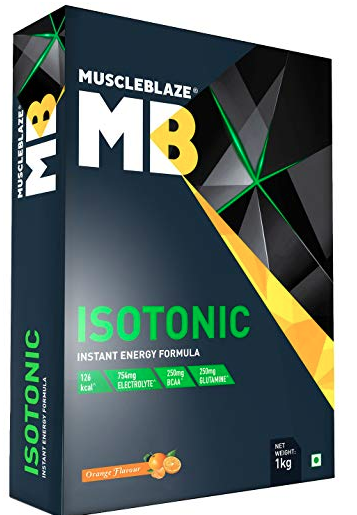 MUSCLEBLAZE®
MB
ISOTONIC
INSTANT ENERGY FORMULA
126 kcal*
754mg ELECTROLYTE*
250mg BCAA*
250mg GLUTAMINE*
Orange Flavour
NET
WEIGHT:
1kg
MUSCLEBLAZE®
MB
ISOTONIC
INSTANT ENERGY FORMULA